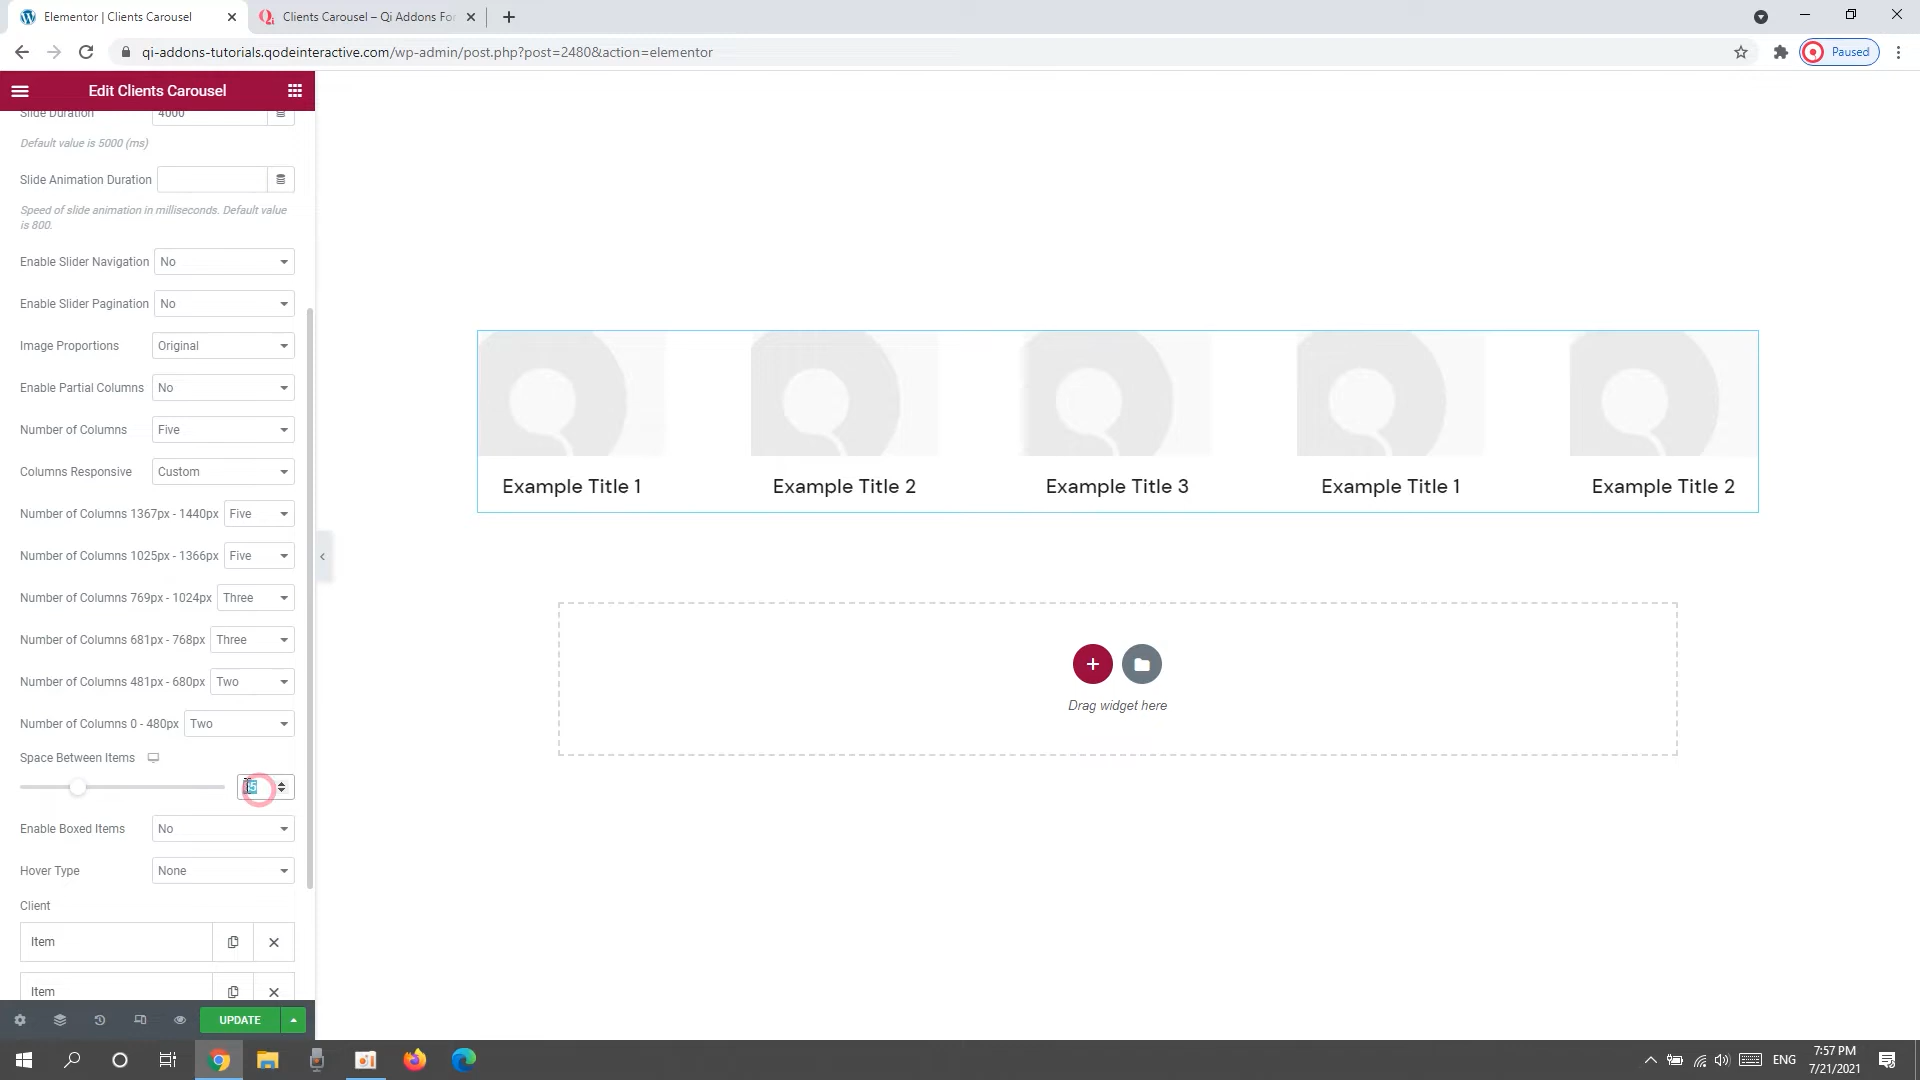 Elementor | Clients Carousel
Clients Carousel – Qi Addons For
qi-addons-tutorials.qodeinteractive.com/wp-admin/post.php?post=2480&action=elementor
Paused
Edit Clients Carousel
Slide Duration 4000
Default value is 5000 (ms)
Slide Animation Duration
Speed of slide animation in milliseconds. Default value
is 800.
Enable Slider Navigation No
Enable Slider Pagination No
Image Proportions Original
Enable Partial Columns No
Number of Columns Five
Columns Responsive Custom
Number of Columns 1367px - 1440px Five
Number of Columns 1025px - 1366px Five
Number of Columns 769px - 1024px Three
Number of Columns 681px - 768px Three
Number of Columns 481px - 680px Two
Number of Columns 0 - 480px Two
Space Between Items
Enable Boxed Items No
Hover Type None
Client
Item
Item
UPDATE
Example Title 1 Example Title 2 Example Title 3 Example Title 1 Example Title 2
Drag widget here
ENG
7:57 PM
7/21/2021